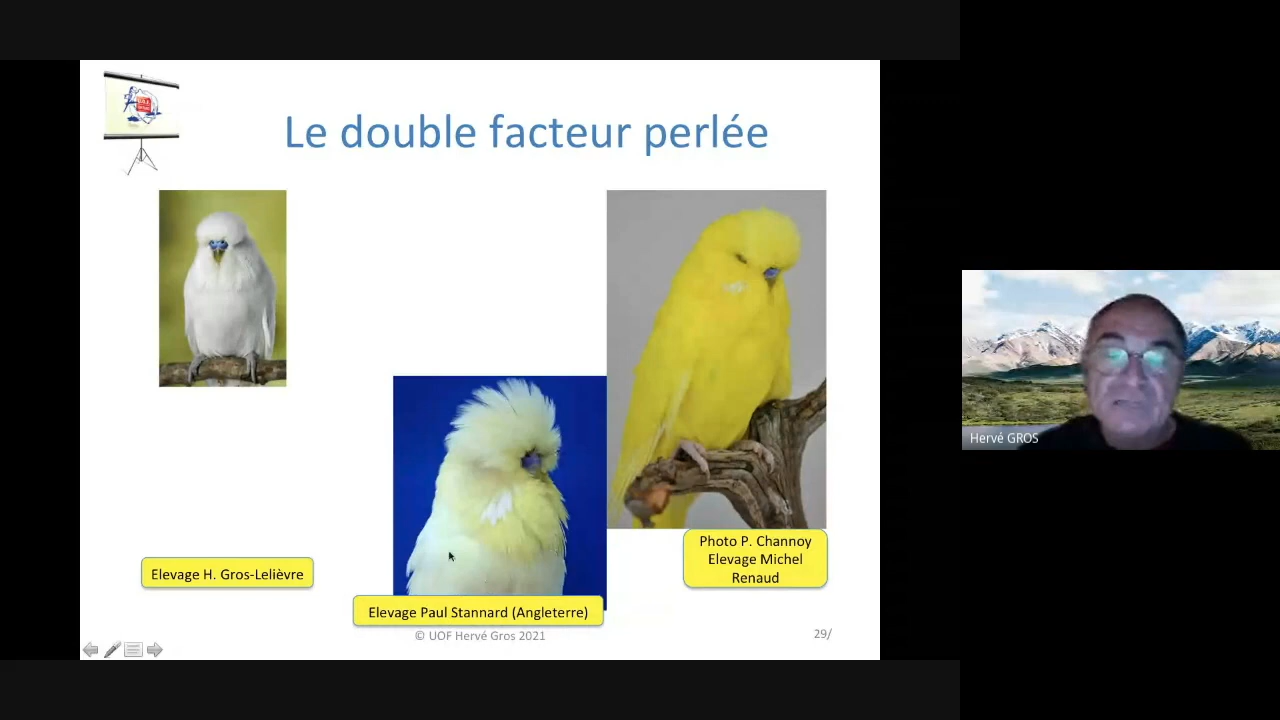 Le double facteur perlée
Elevage H. Gros-Lelièvre
Elevage Paul Stannard (Angleterre)
Photo P. Channoy
Elevage Michel
Renaud
© UOF Hervé Gros 2021
29/
Hervé GROS